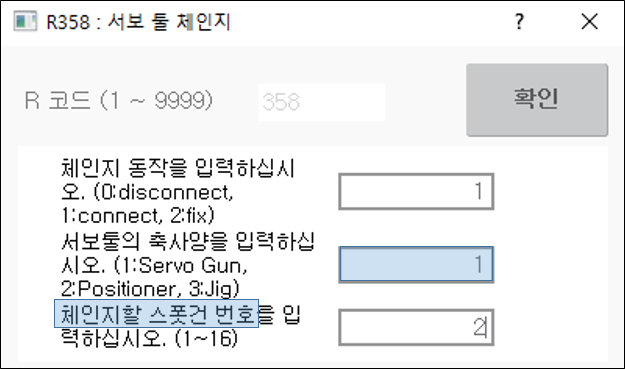 R358 : 서보 툴 체인지
R 코드 (1 ~ 9999)
358
확인
체인지 동작을 입력하십시
오. (0:disconnect,
1:connect, 2:fix)
1
서보툴의 축사양을 입력하십
시오. (1:Servo Gun,
2:Positioner, 3:Jig)
1
체인지할 스폿건 번호를 입
력하십시오. (1~16)
2